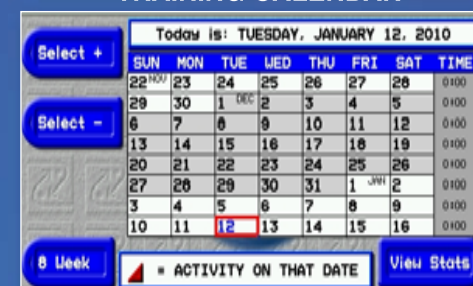 Today is: TUESDAY, JANUARY 12, 2010
Select +
SUN MON TUE WED THU FRI SAT TIME
22 NOV 23 24 25 26 27 28 0:00
29 30 1 DEC 2 3 4 5 0:00
Select -
6 7 8 9 10 11 12 0:00
13 14 15 16 17 18 19 0:00
20 21 22 23 24 25 26 0:00
27 28 29 30 31 1 JAN 2 0:00
3 4 5 6 7 8 9 0:00
10 11 12 13 14 15 16 0:00
8 Week
= ACTIVITY ON THAT DATE
View Stats